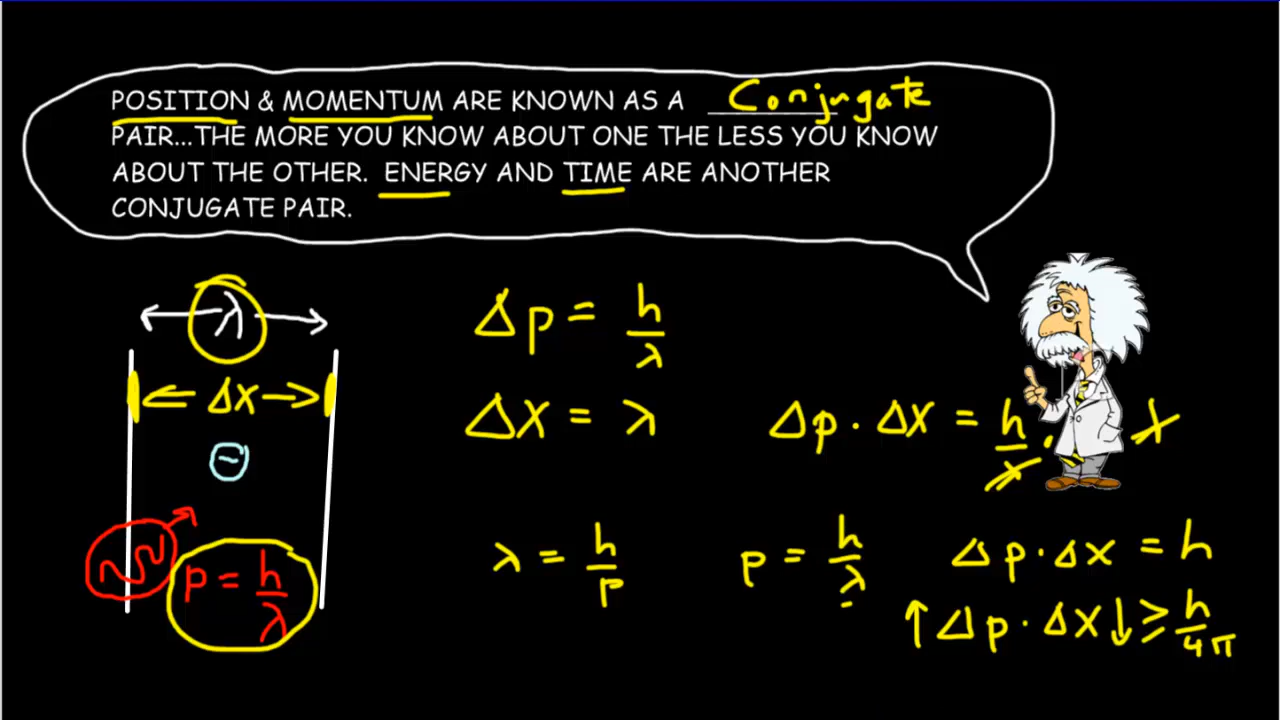 POSITION & MOMENTUM ARE KNOWN AS A Conjugate
PAIR...THE MORE YOU KNOW ABOUT ONE THE LESS YOU KNOW
ABOUT THE OTHER. ENERGY AND TIME ARE ANOTHER
CONJUGATE PAIR.
λ
← Δx →
⊖
p = h/λ
Δp = h/λ
Δx = λ
Δp · Δx = h/λ · λ
λ = h/p
p = h/λ
Δp · Δx = h
↑Δp · Δx↓ ≥ h/4π